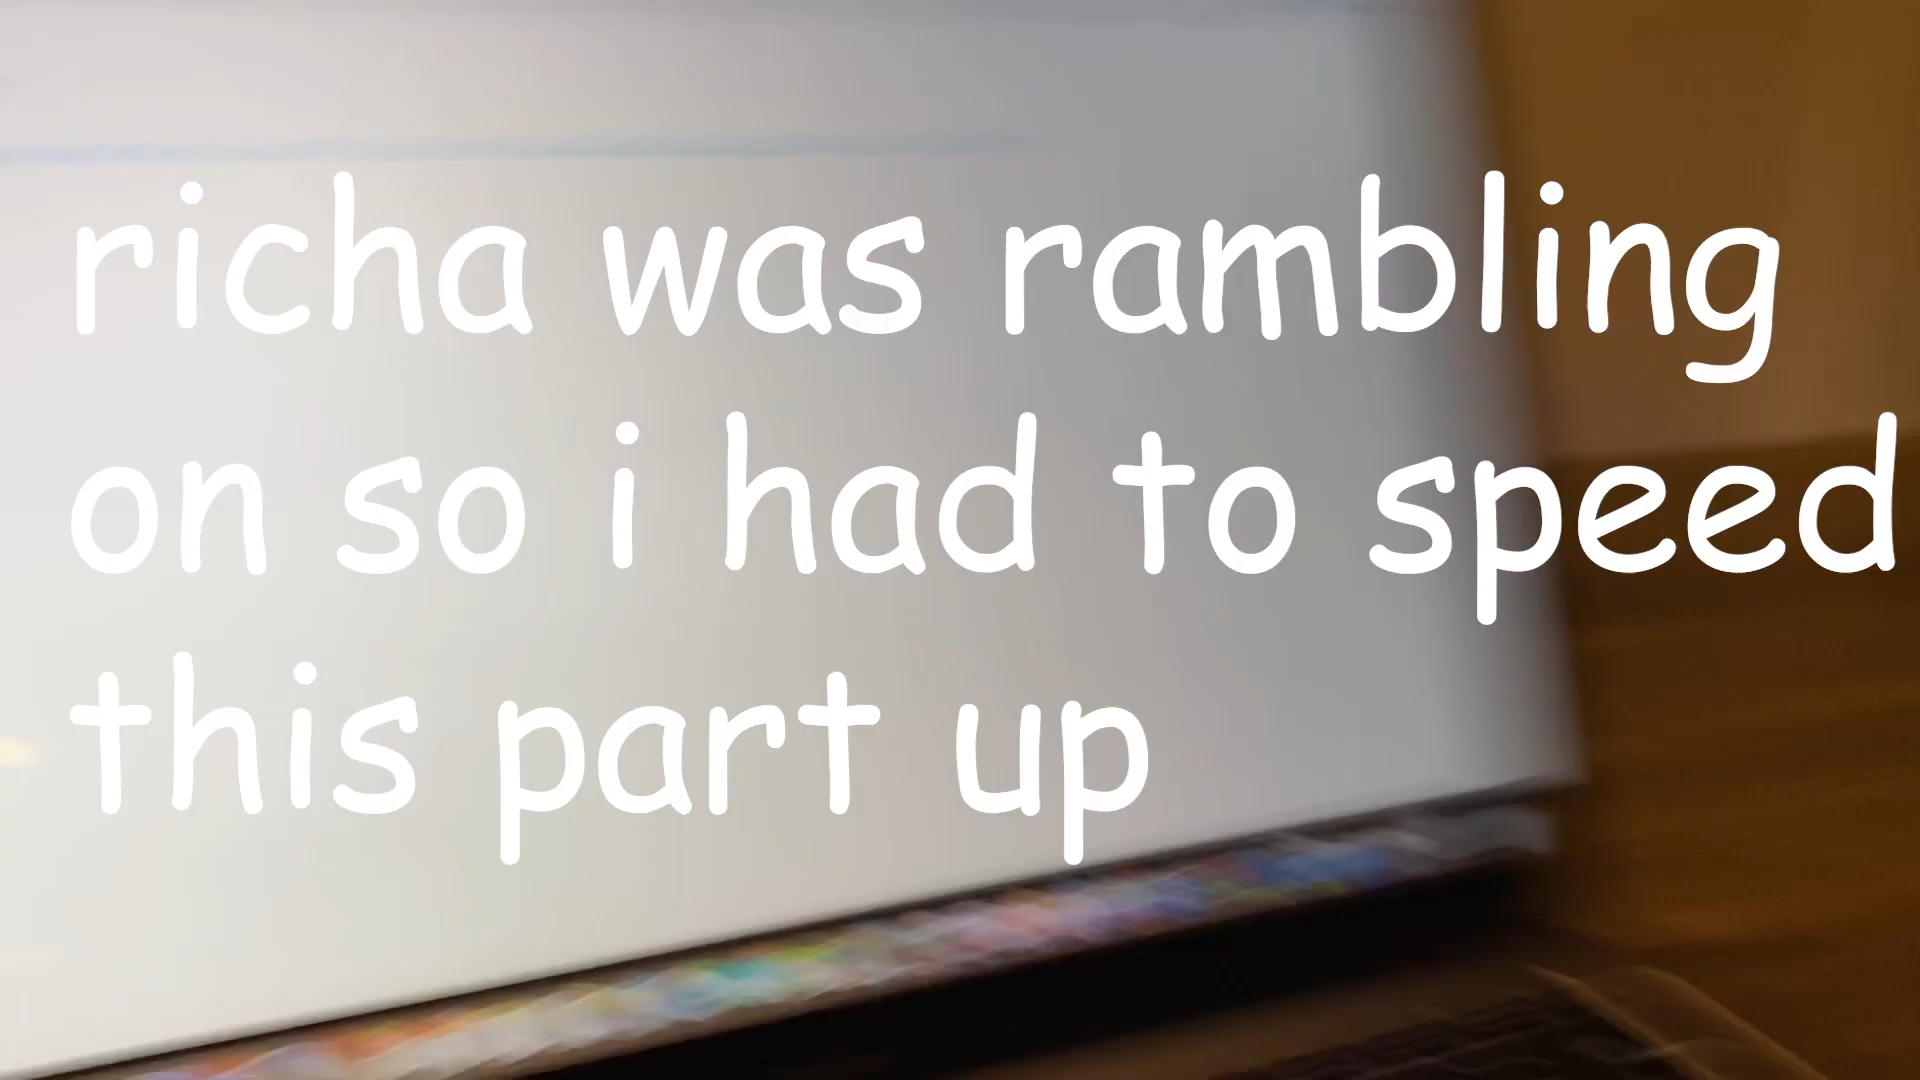 richa was rambling
on so i had to speed
this part up